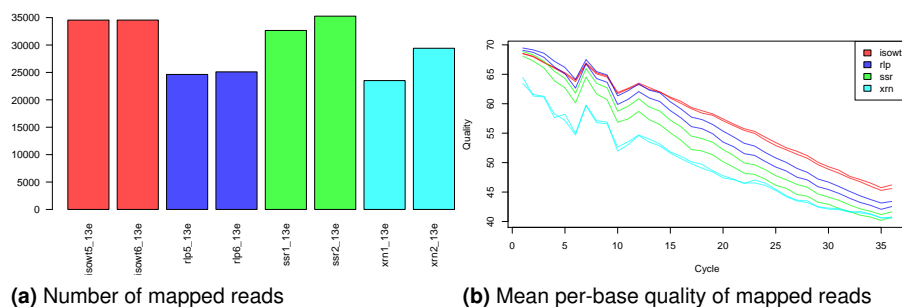 35000
30000
25000
20000
15000
10000
5000
0
isowt5_13e
isowt6_13e
rlp5_13e
rlp6_13e
ssr1_13e
ssr2_13e
xrn1_13e
xrn2_13e
(a) Number of mapped reads
70
65
60
55
50
45
40
Quality
0 5 10 15 20 25 30 35
Cycle
isowt
rlp
ssr
xrn
(b) Mean per-base quality of mapped reads